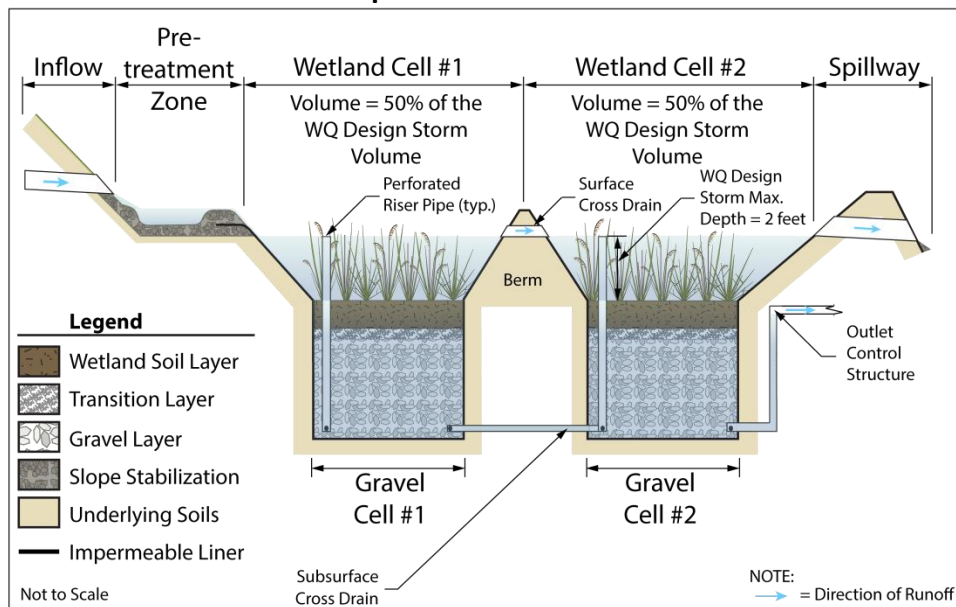 Inflow
Pre-
treatment
Zone
Wetland Cell #1
Volume = 50% of the
WQ Design Storm
Volume
Wetland Cell #2
Volume = 50% of the
WQ Design Storm
Volume
Spillway
Perforated
Riser Pipe (typ.)
Surface
Cross Drain
WQ Design
Storm Max.
Depth = 2 feet
Berm
Outlet
Control
Structure
Legend
Wetland Soil Layer
Transition Layer
Gravel Layer
Slope Stabilization
Underlying Soils
Impermeable Liner
Gravel
Cell #1
Gravel
Cell #2
Subsurface
Cross Drain
Not to Scale
NOTE:
= Direction of Runoff